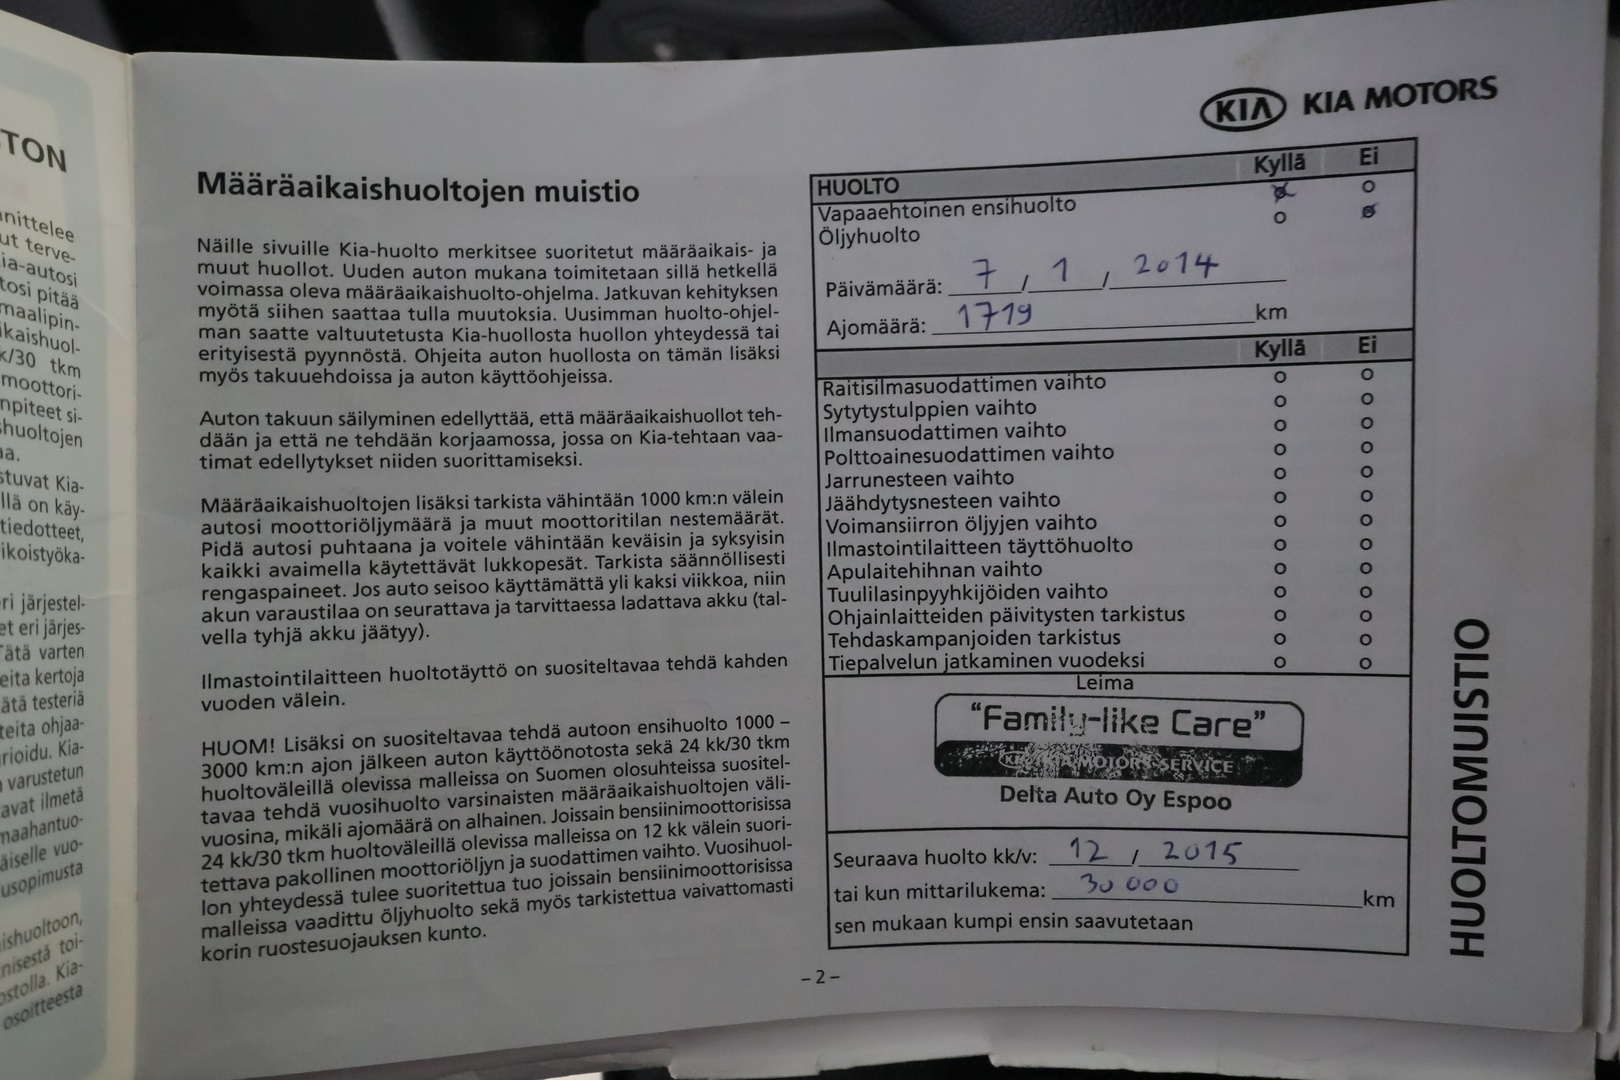 TON
nittelee
ut terve-
ia-autosi
tosi pitää
maalipin-
ikaishuol-
k/30 tkm
moottori-
npiteet si-
shuoltojen
aa.
stuvat Kia-
llä on käy-
tiedotteet,
ikoistyöka-
ri järjestel-
et eri järjes-
Tätä varten
eita kertoja
ätä testeriä
teita ohjaa-
rioidu. Kia-
varustetun
avat ilmetä
maahantuo-
äiselle vuo-
usopimusta
ishuoltoon,
nisestä toi-
ostolla. Kia-
osoitteesta
Määräaikaishuoltojen muistio
Näille sivuille Kia-huolto merkitsee suoritetut määräaikais- ja
muut huollot. Uuden auton mukana toimitetaan sillä hetkellä
voimassa oleva määräaikaishuolto-ohjelma. Jatkuvan kehityksen
myötä siihen saattaa tulla muutoksia. Uusimman huolto-ohjel-
man saatte valtuutetusta Kia-huollosta huollon yhteydessä tai
erityisestä pyynnöstä. Ohjeita auton huollosta on tämän lisäksi
myös takuuehdoissa ja auton käyttöohjeissa.
Auton takuun säilyminen edellyttää, että määräaikaishuollot teh-
dään ja että ne tehdään korjaamossa, jossa on Kia-tehtaan vaa-
timat edellytykset niiden suorittamiseksi.
Määräaikaishuoltojen lisäksi tarkista vähintään 1000 km:n välein
autosi moottoriöljymäärä ja muut moottoritilan nestemäärät.
Pidä autosi puhtaana ja voitele vähintään keväisin ja syksyisin
kaikki avaimella käytettävät lukkopesät. Tarkista säännöllisesti
rengaspaineet. Jos auto seisoo käyttämättä yli kaksi viikkoa, niin
akun varaustilaa on seurattava ja tarvittaessa ladattava akku (tal-
vella tyhjä akku jäätyy).
Ilmastointilaitteen huoltotäyttö on suositeltavaa tehdä kahden
vuoden välein.
HUOM! Lisäksi on suositeltavaa tehdä autoon ensihuolto 1000 –
3000 km:n ajon jälkeen auton käyttöönotosta sekä 24 kk/30 tkm
huoltoväleillä olevissa malleissa on Suomen olosuhteissa suositel-
tavaa tehdä vuosihuolto varsinaisten määräaikaishuoltojen väli-
vuosina, mikäli ajomäärä on alhainen. Joissain bensiinimoottorisissa
24 kk/30 tkm huoltoväleillä olevissa malleissa on 12 kk välein suori-
tettava pakollinen moottoriöljyn ja suodattimen vaihto. Vuosihuol-
lon yhteydessä tulee suoritettua tuo joissain bensiinimoottorisissa
malleissa vaadittu öljyhuolto sekä myös tarkistettua vaivattomasti
korin ruostesuojauksen kunto.
KIA KIA MOTORS
HUOLTO Kyllä Ei
Vapaaehtoinen ensihuolto
Öljyhuolto
Päivämäärä: 7 / 1 / 2014
Ajomäärä: 1719 km
Kyllä Ei
Raitisilmasuodattimen vaihto
Sytytystulppien vaihto
Ilmansuodattimen vaihto
Polttoainesuodattimen vaihto
Jarrunesteen vaihto
Jäähdytysnesteen vaihto
Voimansiirron öljyjen vaihto
Ilmastointilaitteen täyttöhuolto
Apulaitehihnan vaihto
Tuulilasinpyyhkijöiden vaihto
Ohjainlaitteiden päivitysten tarkistus
Tehdaskampanjoiden tarkistus
Tiepalvelun jatkaminen vuodeksi
Leima
“Family-like Care”
KIA KIA MOTORS SERVICE
Delta Auto Oy Espoo
Seuraava huolto kk/v: 12 / 2015
tai kun mittarilukema: 30 000 km
sen mukaan kumpi ensin saavutetaan
HUOLTOMUISTIO
– 2 –